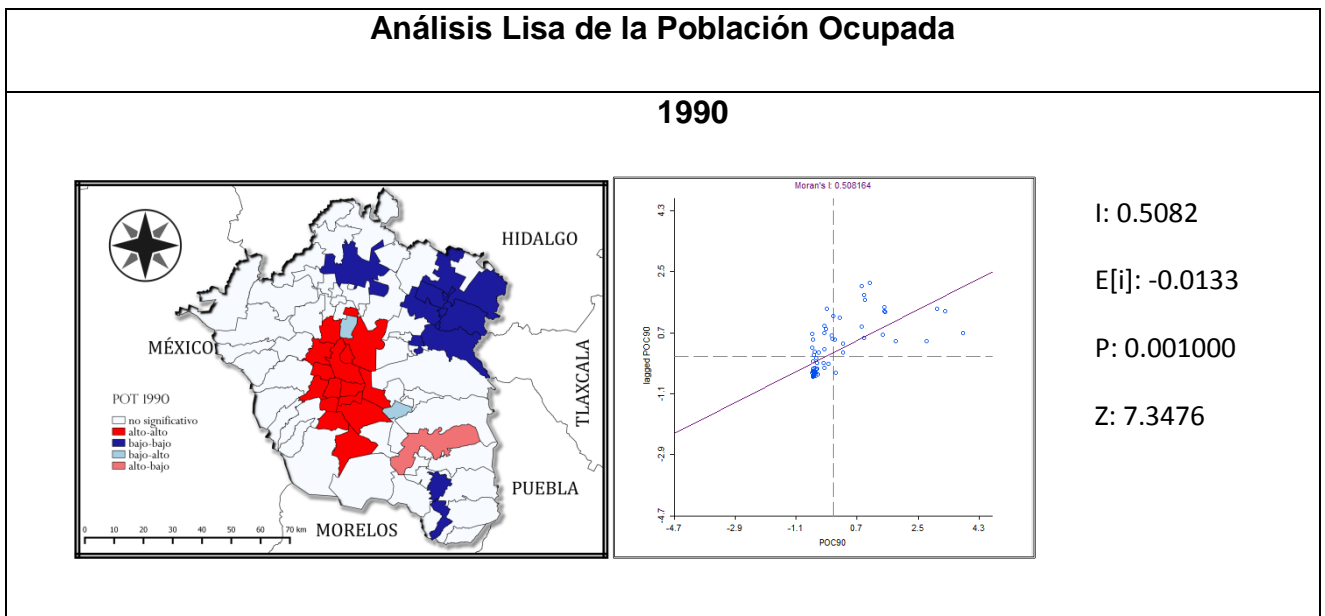 Análisis Lisa de la Población Ocupada
1990
HIDALGO
MÉXICO
TLAXCALA
PUEBLA
MORELOS
POT 1990
no significativo
alto-alto
bajo-bajo
bajo-alto
alto-bajo
0 10 20 30 40 50 60 70 km
Moran's I: 0.508164
lagged POC90
4.3
2.5
0.7
-1.1
-2.9
-4.7
-4.7 -2.9 -1.1 0.7 2.5 4.3
POC90
I: 0.5082
E[i]: -0.0133
P: 0.001000
Z: 7.3476